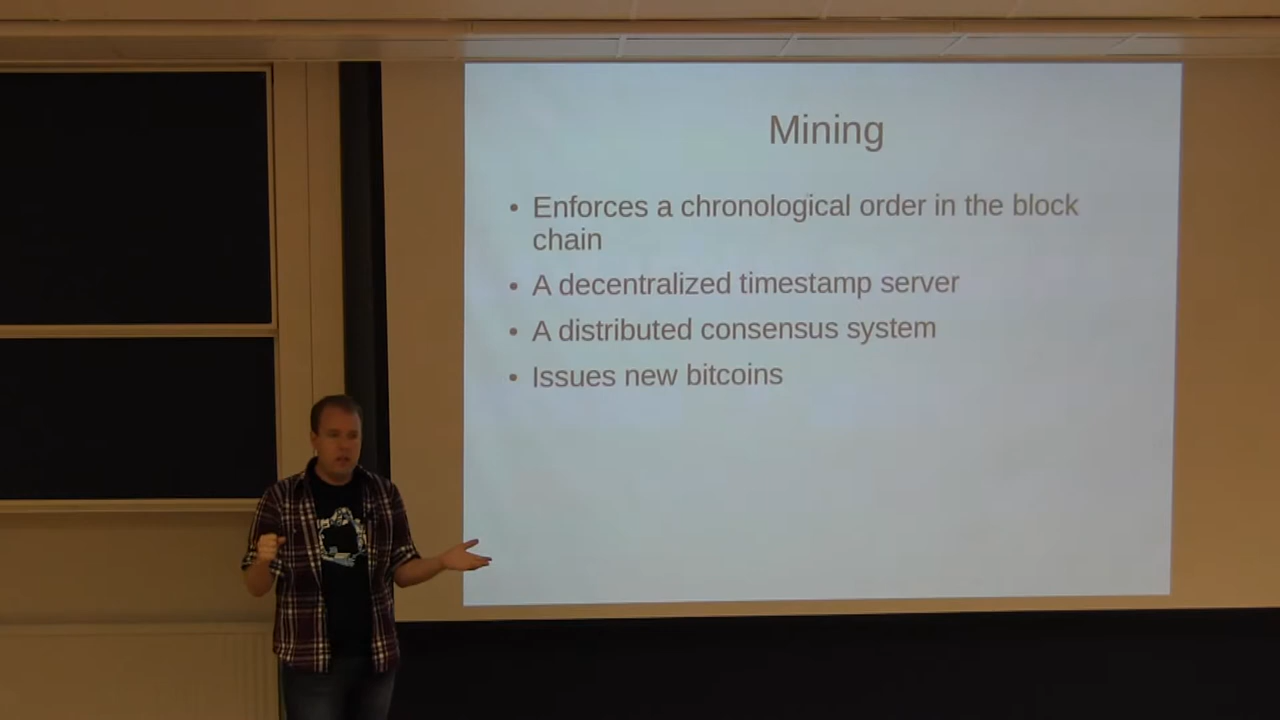 Mining
• Enforces a chronological order in the block
chain
• A decentralized timestamp server
• A distributed consensus system
• Issues new bitcoins